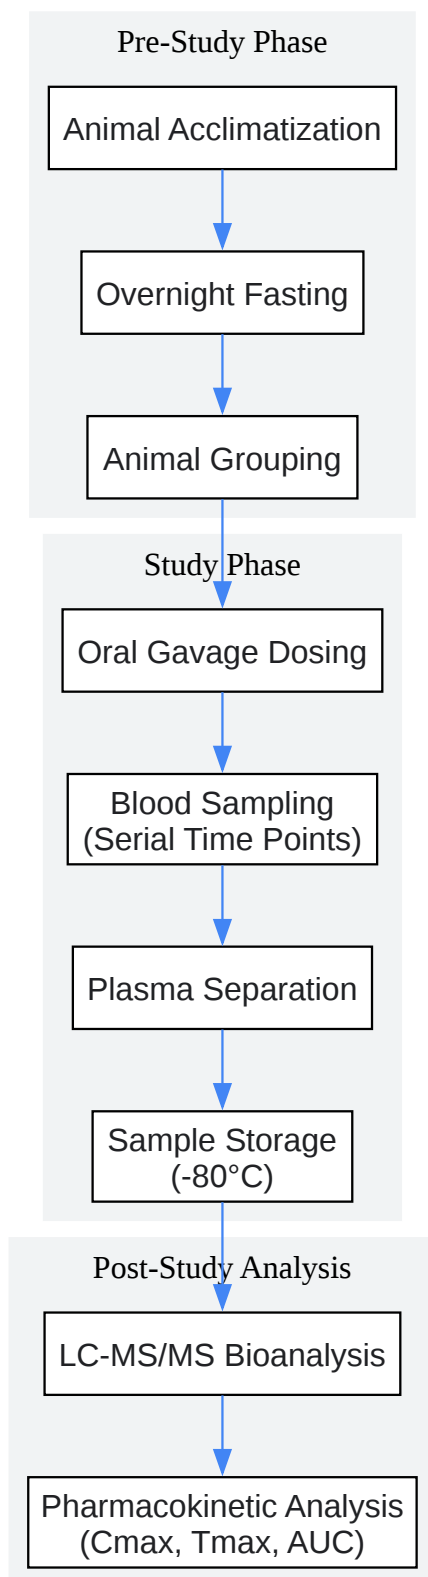 Pre-Study Phase
Animal Acclimatization
Overnight Fasting
Animal Grouping
Study Phase
Oral Gavage Dosing
Blood Sampling
(Serial Time Points)
Plasma Separation
Sample Storage
(-80°C)
Post-Study Analysis
LC-MS/MS Bioanalysis
Pharmacokinetic Analysis
(Cmax, Tmax, AUC)